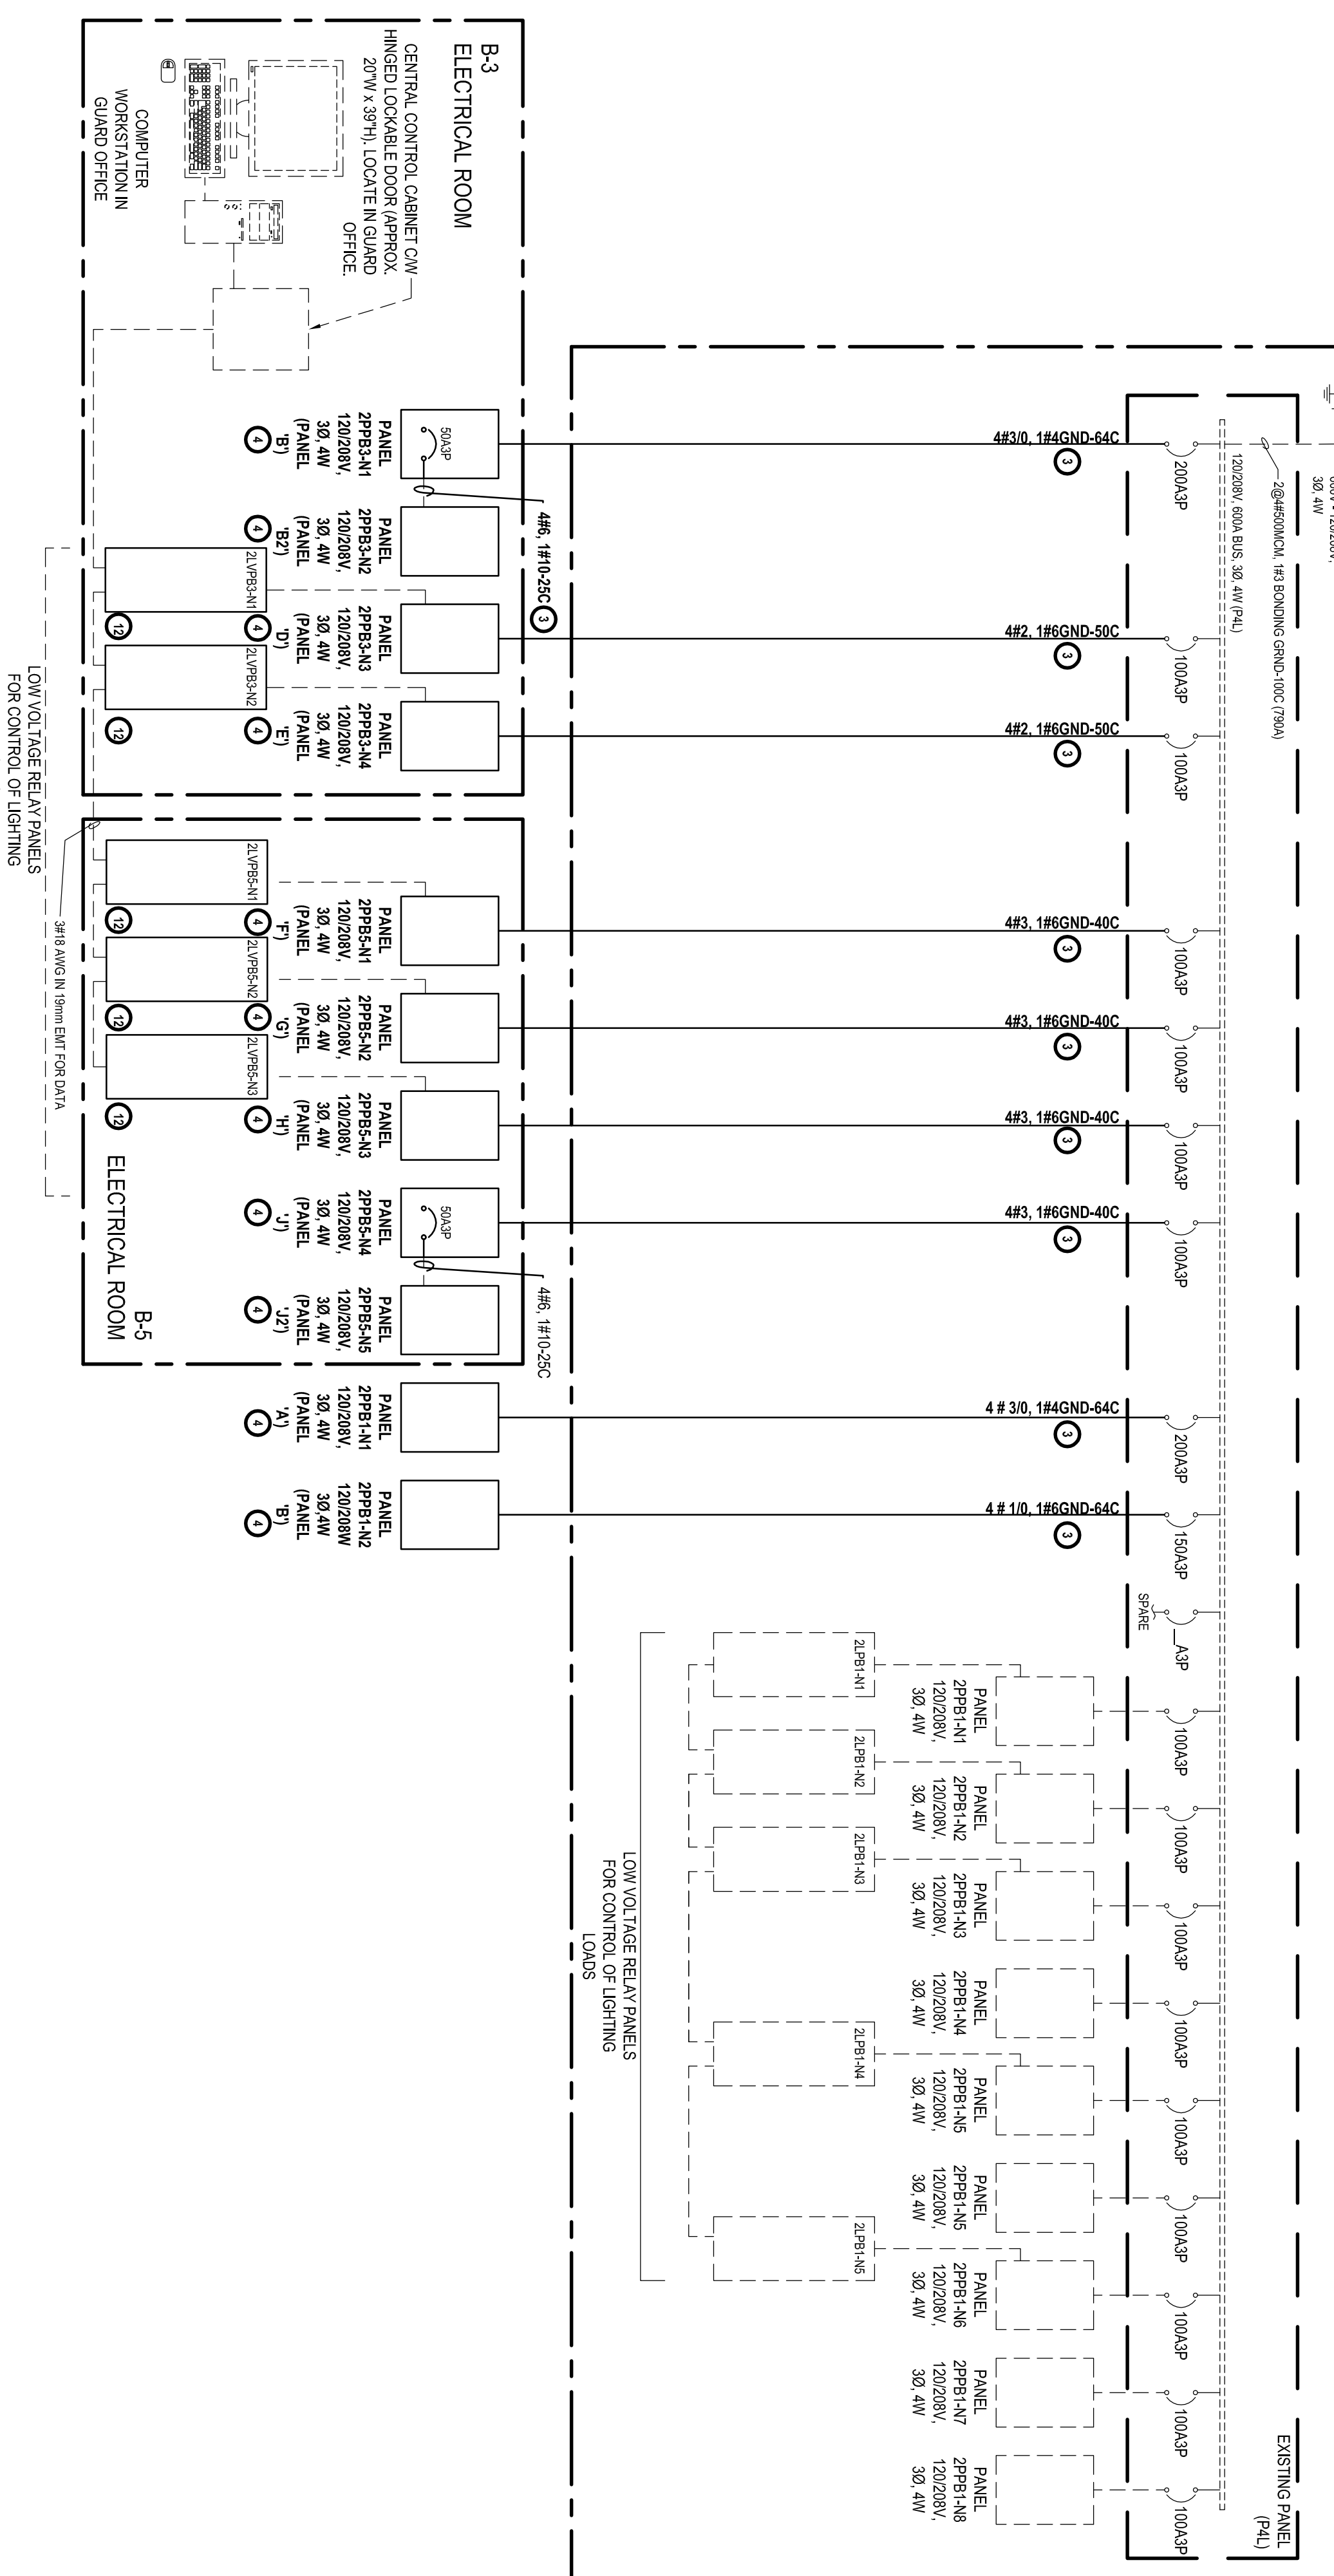 B-3
ELECTRICAL ROOM
CENTRAL CONTROL CABINET C/W
HINGED LOCKABLE DOOR (APPROX.
20"W x 39"H). LOCATE IN GUARD
OFFICE.
COMPUTER
WORKSTATION IN
GUARD OFFICE
3Ø, 4W
2@4#500MCM, 1#3 BONDING GRND-100C (790A)
120/208V, 600A BUS, 3Ø, 4W (P4L)
EXISTING PANEL
(P4L)
200A3P
100A3P
100A3P
100A3P
100A3P
100A3P
100A3P
200A3P
150A3P
A3P
SPARE
100A3P
100A3P
100A3P
100A3P
100A3P
100A3P
100A3P
100A3P
100A3P
4#3/0, 1#4GND-64C
3
4#2, 1#6GND-50C
3
4#2, 1#6GND-50C
3
4#3, 1#6GND-40C
3
4#3, 1#6GND-40C
3
4#3, 1#6GND-40C
3
4#3, 1#6GND-40C
3
4 # 3/0, 1#4GND-64C
3
4 # 1/0, 1#6GND-64C
3
50A3P
4#6, 1#10-25C
3
PANEL
2PPB3-N1
120/208V,
3Ø, 4W
(PANEL
'B')
4
PANEL
2PPB3-N2
120/208V,
3Ø, 4W
(PANEL
'B2')
4
PANEL
2PPB3-N3
120/208V,
3Ø, 4W
(PANEL
'D')
4
PANEL
2PPB3-N4
120/208V,
3Ø, 4W
(PANEL
'E')
4
2LVPB3-N1
12
2LVPB3-N2
12
PANEL
2PPB5-N1
120/208V,
3Ø, 4W
(PANEL
'F')
4
PANEL
2PPB5-N2
120/208V,
3Ø, 4W
(PANEL
'G')
4
PANEL
2PPB5-N3
120/208V,
3Ø, 4W
(PANEL
'H')
4
50A3P
4#6, 1#10-25C
PANEL
2PPB5-N4
120/208V,
3Ø, 4W
(PANEL
'J')
4
PANEL
2PPB5-N5
120/208V,
3Ø, 4W
(PANEL
'J2')
4
2LVPB5-N1
12
2LVPB5-N2
12
2LVPB5-N3
12
B-5
ELECTRICAL ROOM
3#18 AWG IN 19mm EMT FOR DATA
LOW VOLTAGE RELAY PANELS
FOR CONTROL OF LIGHTING
PANEL
2PPB1-N1
120/208V,
3Ø, 4W
(PANEL
'A')
4
PANEL
2PPB1-N2
120/208W
3Ø,4W
(PANEL
'B')
4
PANEL
2PPB1-N1
120/208V,
3Ø, 4W
PANEL
2PPB1-N2
120/208V,
3Ø, 4W
PANEL
2PPB1-N3
120/208V,
3Ø, 4W
PANEL
2PPB1-N4
120/208V,
3Ø, 4W
PANEL
2PPB1-N5
120/208V,
3Ø, 4W
PANEL
2PPB1-N5
120/208V,
3Ø, 4W
PANEL
2PPB1-N6
120/208V,
3Ø, 4W
PANEL
2PPB1-N7
120/208V,
3Ø, 4W
PANEL
2PPB1-N8
120/208V,
3Ø, 4W
2LPB1-N1
2LPB1-N2
2LPB1-N3
2LPB1-N4
2LPB1-N5
LOW VOLTAGE RELAY PANELS
FOR CONTROL OF LIGHTING
LOADS